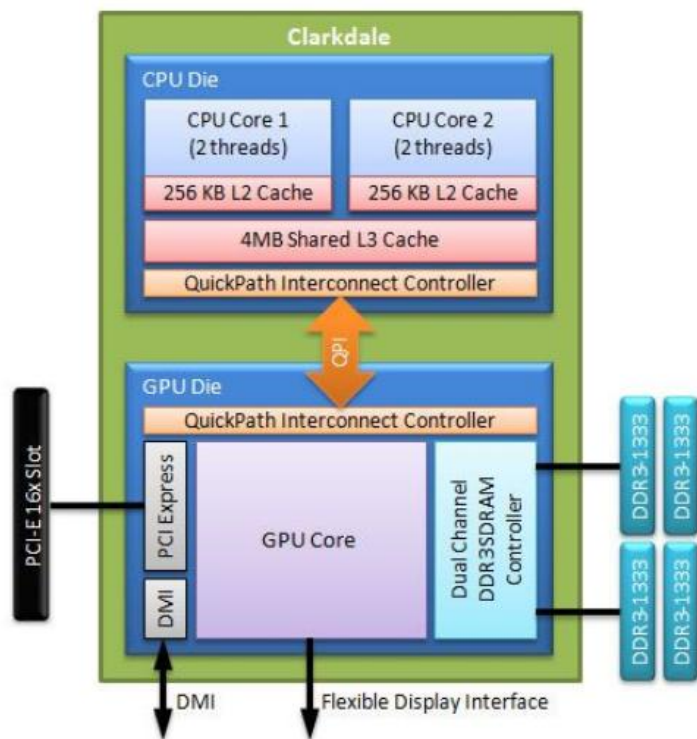 Clarkdale
CPU Die
CPU Core 1
(2 threads)
CPU Core 2
(2 threads)
256 KB L2 Cache
256 KB L2 Cache
4MB Shared L3 Cache
QuickPath Interconnect Controller
QPI
GPU Die
QuickPath Interconnect Controller
PCI-E 16x Slot
PCI Express
DMI
GPU Core
Dual Channel
DDR3SDRAM
Controller
DDR3-1333
DDR3-1333
DDR3-1333
DDR3-1333
DMI
Flexible Display Interface